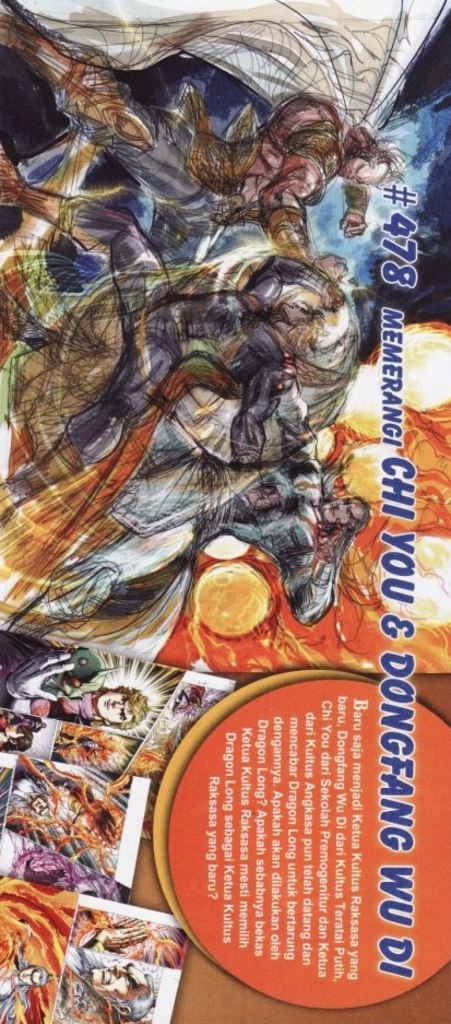 #478 MEMERANGI CHI YOU & DONGFANG WU DI
Baru saja menjadi Ketua Kultus Raksasa yang
baru, Dongfang Wu Di dari Kultus Teratai Putih,
Chi You dari Sekolah Premogenitur dan Ketua
dari Kultus Angkasa pun telah datang dan
mencabar Dragon Long untuk bertarung
dengannya. Apakah akan dilakukan oleh
Dragon Long? Apakah sebabnya bekas
Ketua Kultus Raksasa mesti memilih
Dragon Long sebagai Ketua Kultus
Raksasa yang baru?